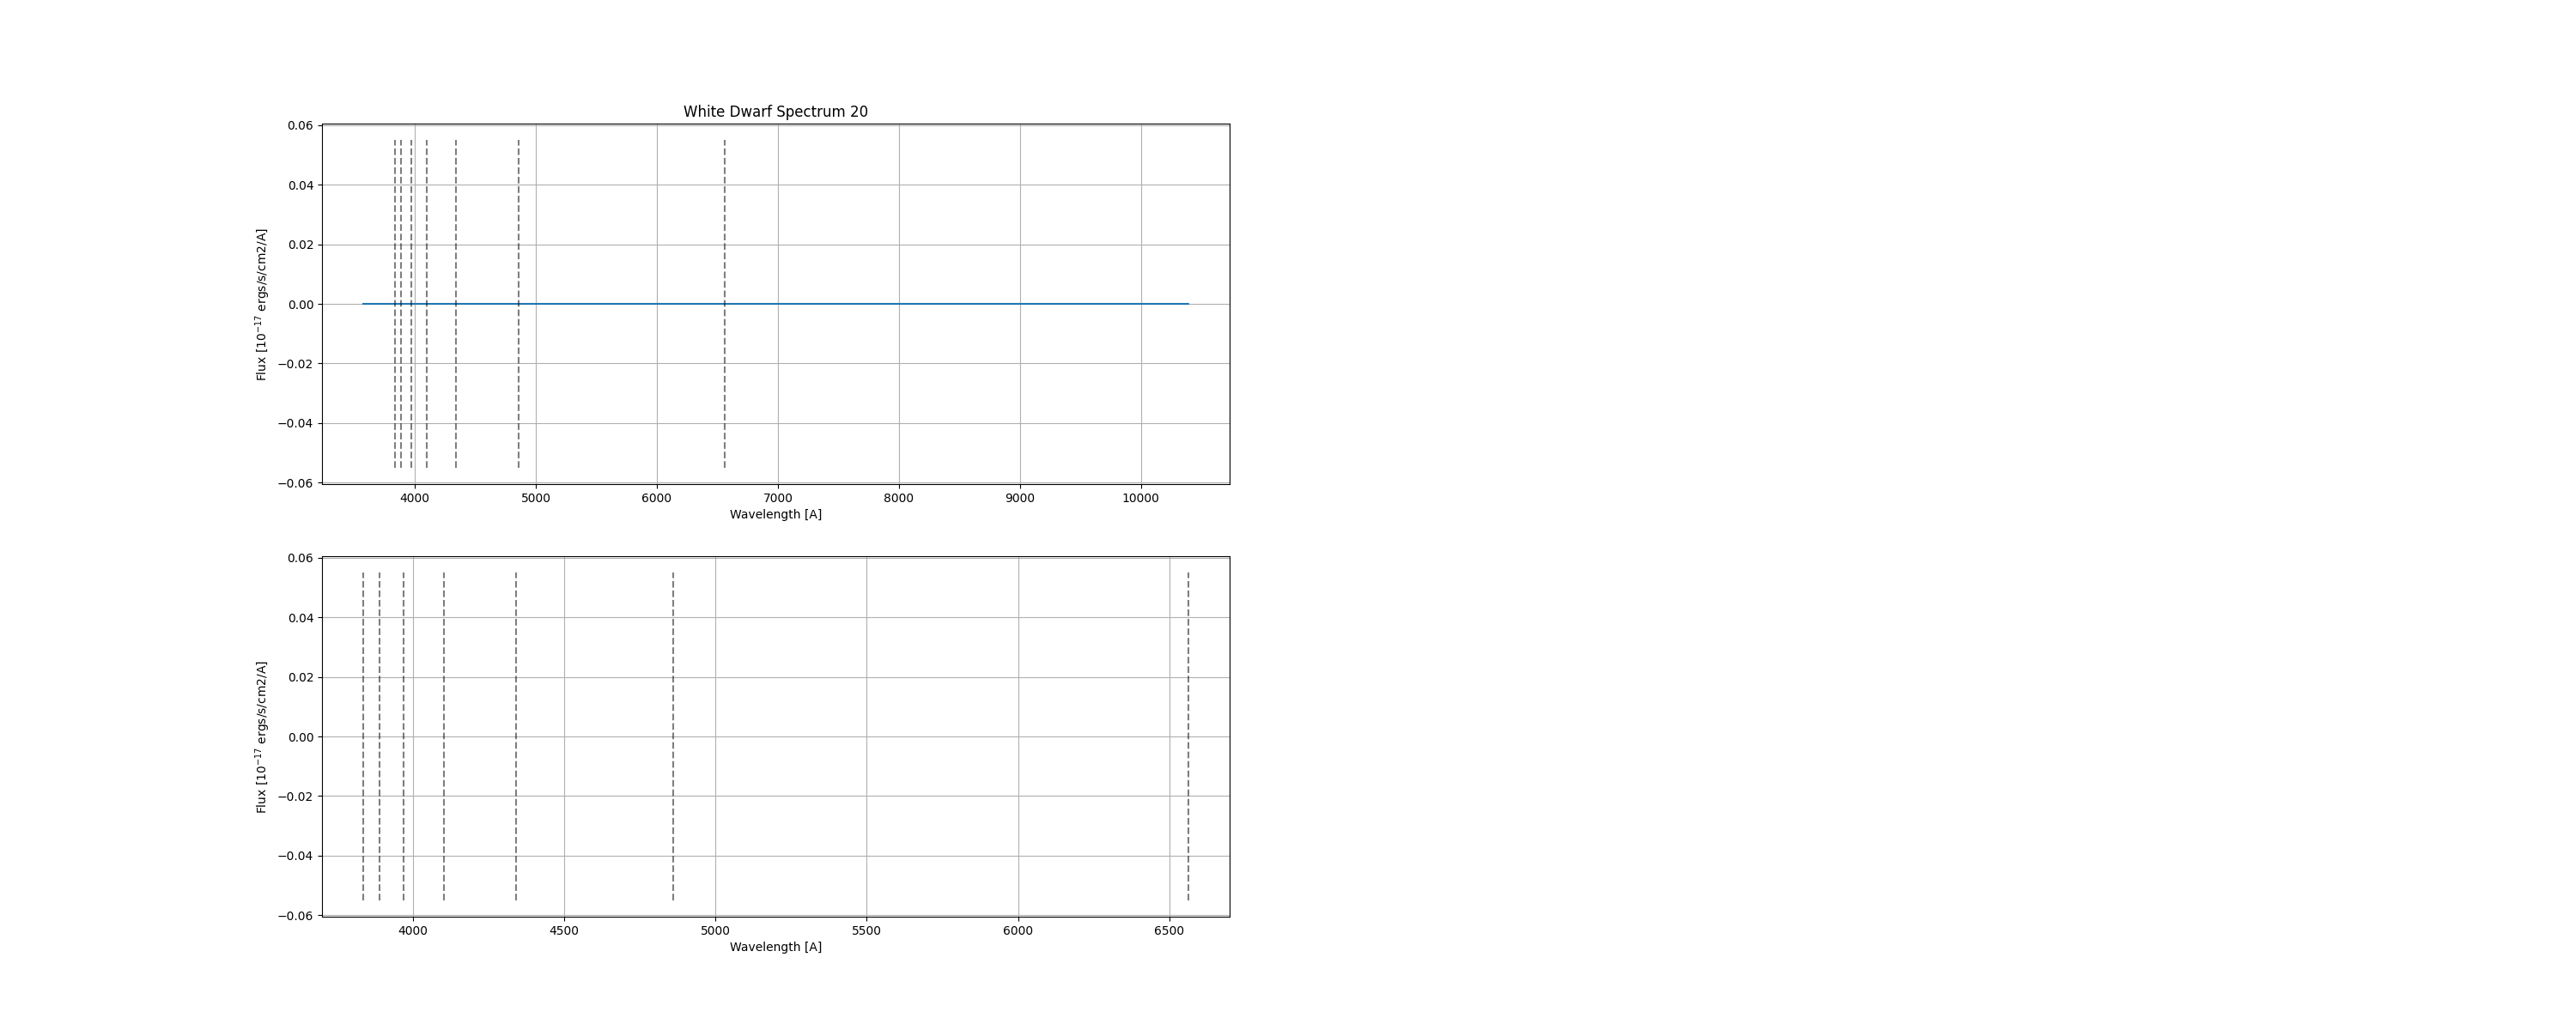 White Dwarf Spectrum 20
Flux [10⁻¹⁷ ergs/s/cm2/A]
0.06
0.04
0.02
0.00
−0.02
−0.04
−0.06
4000 5000 6000 7000 8000 9000 10000
Wavelength [A]
Flux [10⁻¹⁷ ergs/s/cm2/A]
0.06
0.04
0.02
0.00
−0.02
−0.04
−0.06
4000 4500 5000 5500 6000 6500
Wavelength [A]